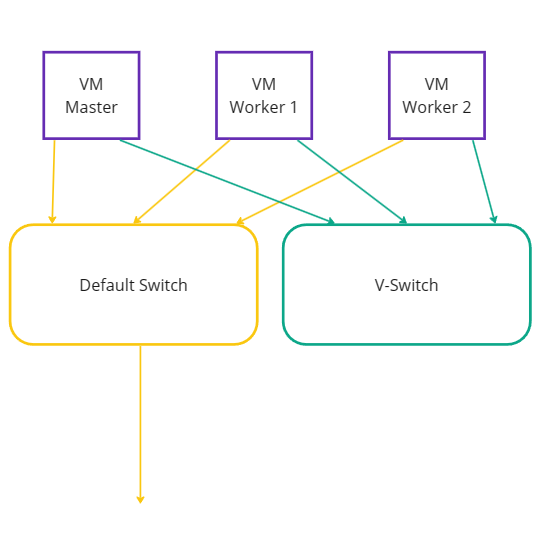 VM
Master
VM
Worker 1
VM
Worker 2
Default Switch
V-Switch